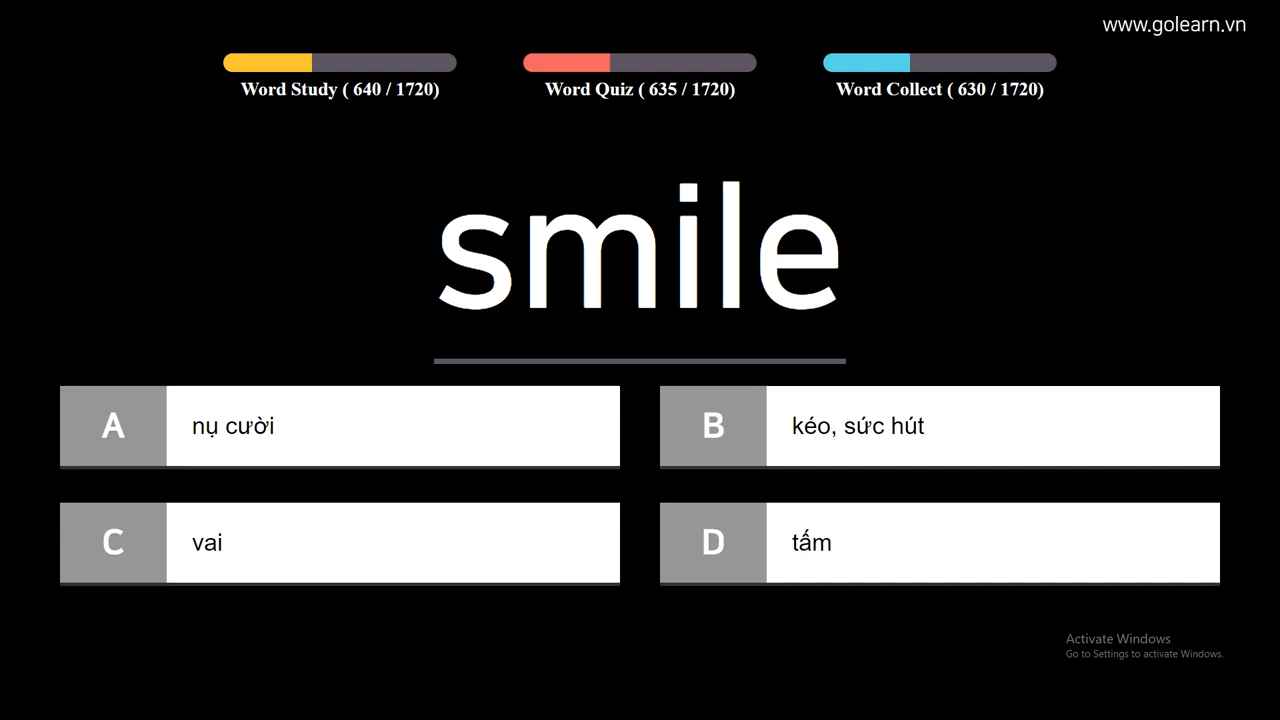 www.golearn.vn
Word Study ( 640 / 1720)
Word Quiz ( 635 / 1720)
Word Collect ( 630 / 1720)
smile
A nụ cười
B kéo, sức hút
C vai
D tấm
Activate Windows
Go to Settings to activate Windows.